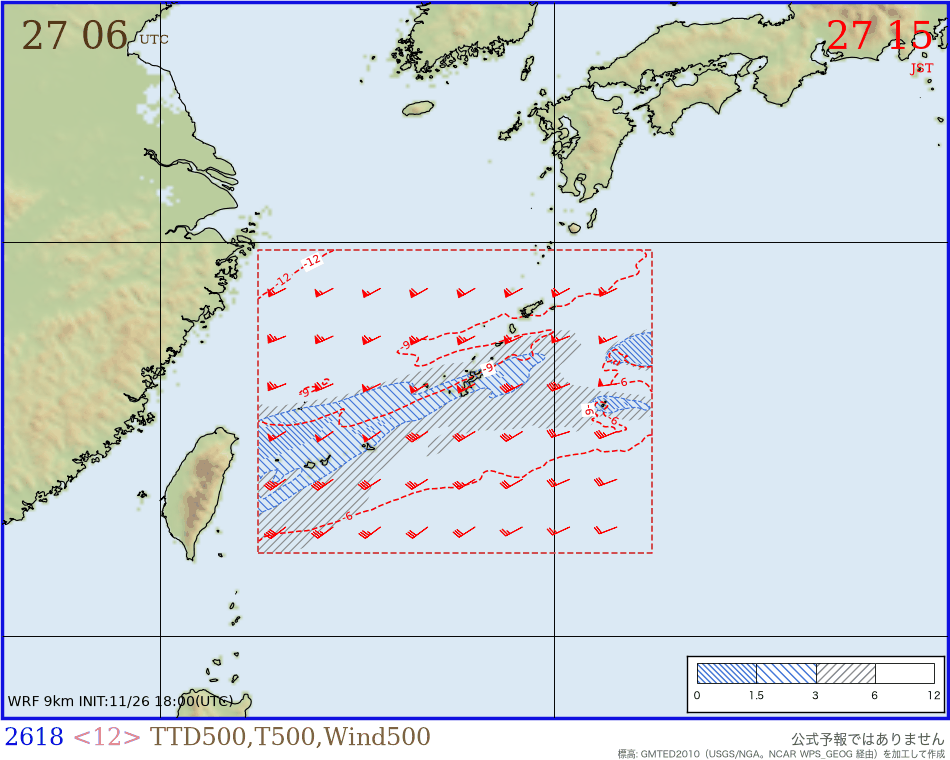 27 06 UTC
27 15
JST
-12
-12
-9
-9
-9
6
-6
-6
-6
WRF 9km INIT:11/26 18:00(UTC)
0 1.5 3 6 12
2618 <12> TTD500,T500,Wind500
公式予報ではありません
標高: GMTED2010（USGS/NGA。NCAR WPS_GEOG 経由）を加工して作成